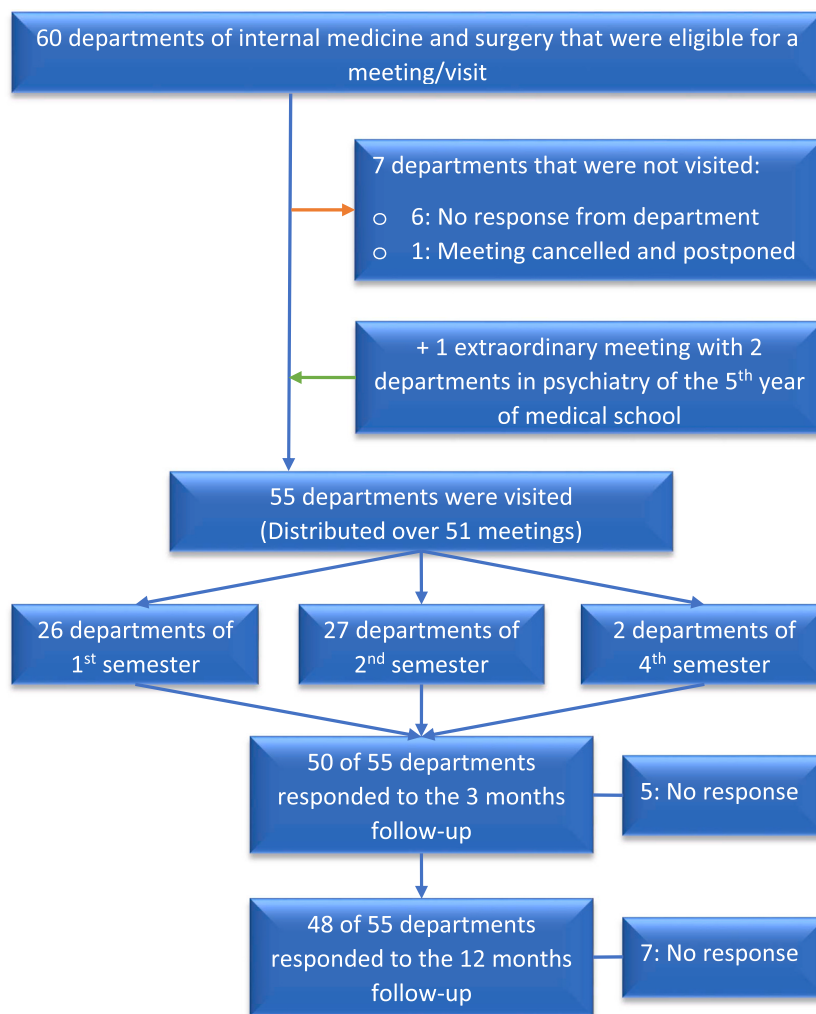 60 departments of internal medicine and surgery that were eligible for a
meeting/visit
7 departments that were not visited:
o 6: No response from department
o 1: Meeting cancelled and postponed
+ 1 extraordinary meeting with 2
departments in psychiatry of the 5th year
of medical school
55 departments were visited
(Distributed over 51 meetings)
26 departments of
1st semester
27 departments of
2nd semester
2 departments of
4th semester
50 of 55 departments
responded to the 3 months
follow-up
5: No response
48 of 55 departments
responded to the 12 months
follow-up
7: No response